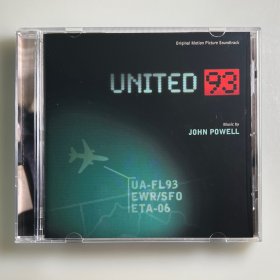 Original Motion Picture Soundtrack
UNITED 93
Music by
JOHN POWELL
UA-FL93
EWR/SFO
ETA-06